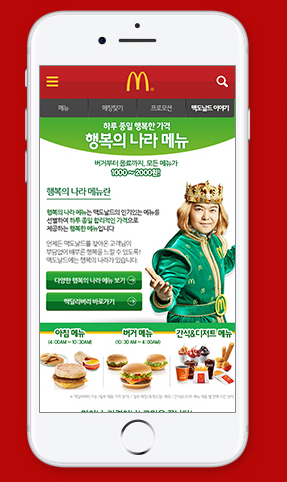 메뉴 매장찾기 프로모션 맥도날드 이야기
하루 종일 행복한 가격
행복의 나라 메뉴
버거부터 음료까지, 모든 메뉴가
1000 ~ 2000원!
행복의 나라 메뉴란
행복의 나라 메뉴는 맥도날드의 인기있는 메뉴를
선별하여 하루 종일 합리적인 가격으로
제공하는 행복한 메뉴입니다
언제든 맥도날드를 찾아온 고객님이
부담없이 배부른 행복을 느낄 수 있도록!
맥도날드에는 행복의 나라가 있습니다.
다양한 행복의 나라 메뉴 보기
맥딜리버리 바로가기
아침 메뉴 버거 메뉴 간식&디저트 메뉴
(4:00AM ~ 10:30AM) (10:30 AM ~ 4:00AM)